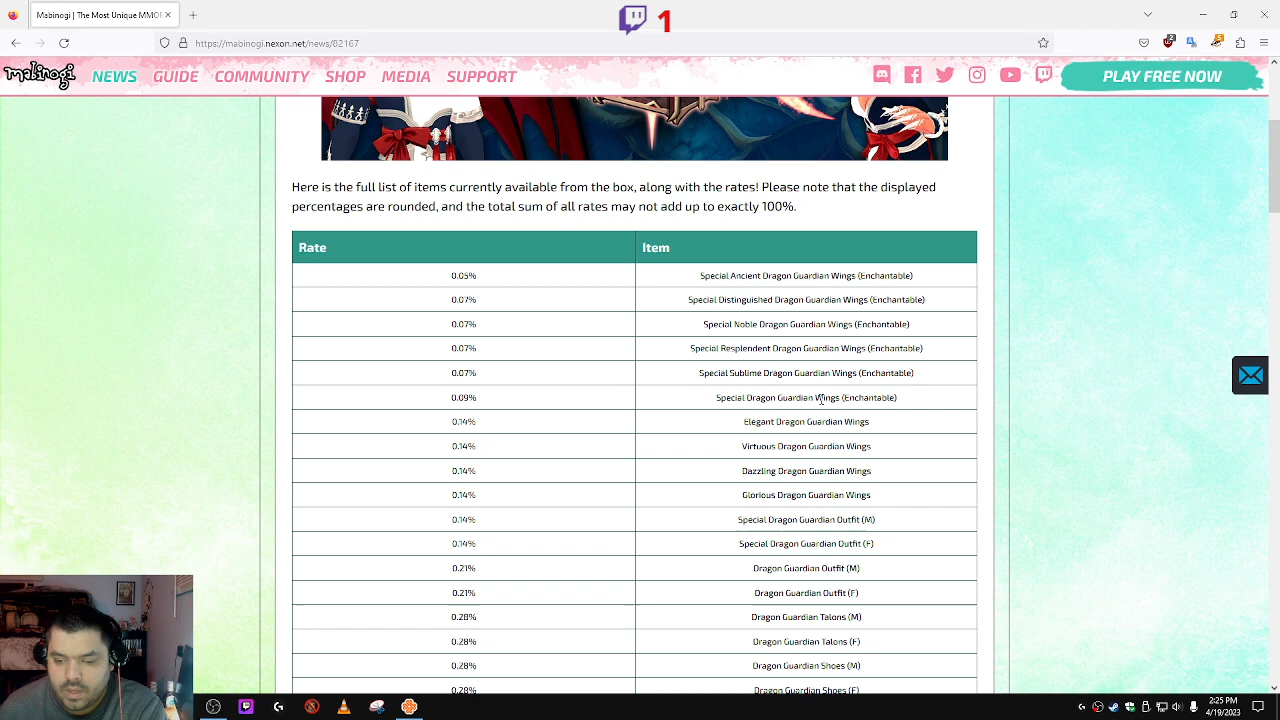 Mabinogi | The Most Unique MMOR
1
https://mabinogi.nexon.net/news/82167
mabinogi NEWS GUIDE COMMUNITY SHOP MEDIA SUPPORT PLAY FREE NOW
Here is the full list of items currently available from the box, along with the rates! Please note that the displayed
percentages are rounded, and the total sum of all rates may not add up to exactly 100%.
Rate Item
0.05% Special Ancient Dragon Guardian Wings (Enchantable)
0.07% Special Distinguished Dragon Guardian Wings (Enchantable)
0.07% Special Noble Dragon Guardian Wings (Enchantable)
0.07% Special Resplendent Dragon Guardian Wings (Enchantable)
0.07% Special Sublime Dragon Guardian Wings (Enchantable)
0.09% Special Dragon Guardian Wings (Enchantable)
0.14% Elegant Dragon Guardian Wings
0.14% Virtuous Dragon Guardian Wings
0.14% Dazzling Dragon Guardian Wings
0.14% Glorious Dragon Guardian Wings
0.14% Special Dragon Guardian Outfit (M)
0.14% Special Dragon Guardian Outfit (F)
0.21% Dragon Guardian Outfit (M)
0.21% Dragon Guardian Outfit (F)
0.28% Dragon Guardian Talons (M)
0.28% Dragon Guardian Talons (F)
0.28% Dragon Guardian Shoes (M)
0.28% Dragon Guardian Shoes (F)
2:25 PM
4/19/2023